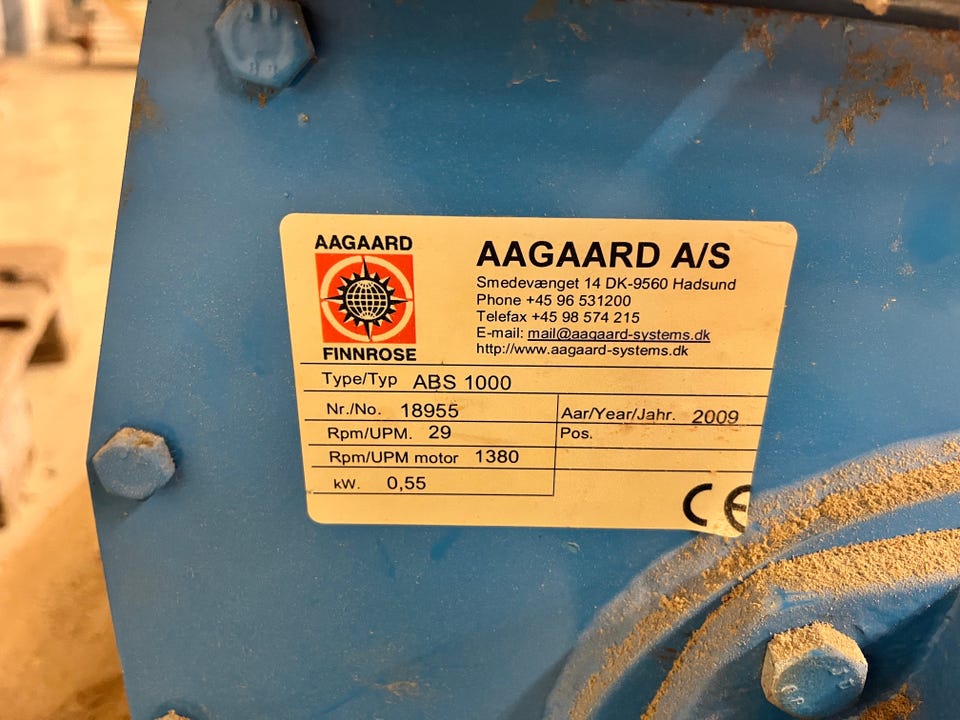 AAGAARD
FINNROSE
AAGAARD A/S
Smedevænget 14 DK-9560 Hadsund
Phone +45 96 531200
Telefax +45 98 574 215
E-mail: mail@aagaard-systems.dk
http://www.aagaard-systems.dk
Type/Typ ABS 1000
Nr./No. 18955
Aar/Year/Jahr. 2009
Rpm/UPM. 29
Pos.
Rpm/UPM motor 1380
kW. 0,55
CE